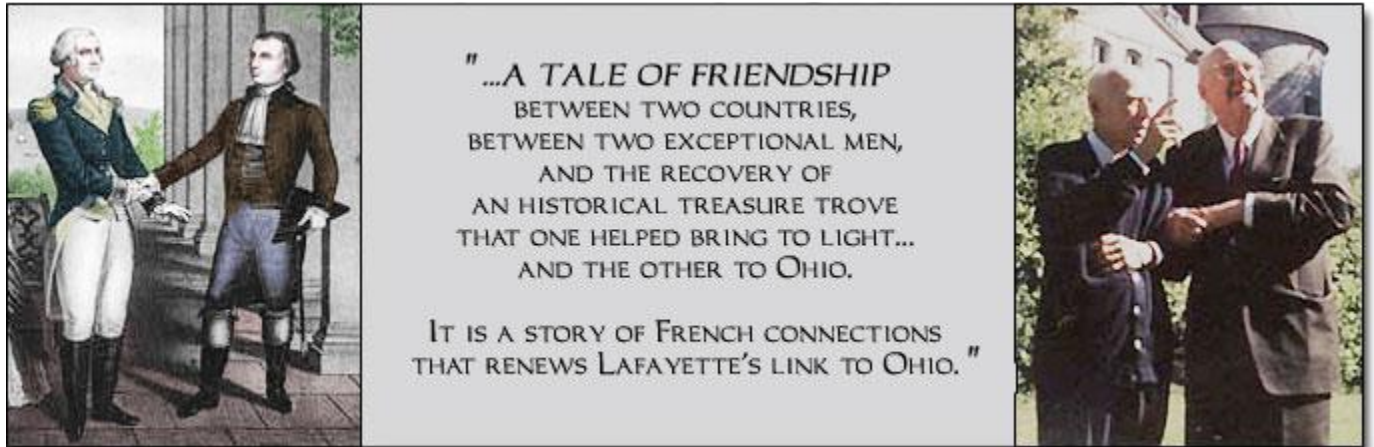 "...A TALE OF FRIENDSHIP
BETWEEN TWO COUNTRIES,
BETWEEN TWO EXCEPTIONAL MEN,
AND THE RECOVERY OF
AN HISTORICAL TREASURE TROVE
THAT ONE HELPED BRING TO LIGHT...
AND THE OTHER TO OHIO.
IT IS A STORY OF FRENCH CONNECTIONS
THAT RENEWS LAFAYETTE'S LINK TO OHIO."